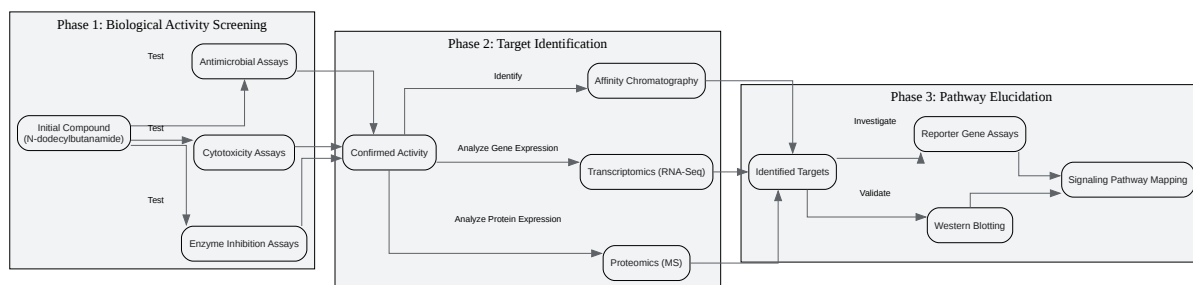 Phase 1: Biological Activity Screening
Test
Antimicrobial Assays
Initial Compound
(N-dodecylbutanamide)
Test
Cytotoxicity Assays
Test
Enzyme Inhibition Assays
Phase 2: Target Identification
Identify
Affinity Chromatography
Confirmed Activity
Analyze Gene Expression
Transcriptomics (RNA-Seq)
Analyze Protein Expression
Proteomics (MS)
Phase 3: Pathway Elucidation
Investigate
Reporter Gene Assays
Identified Targets
Signaling Pathway Mapping
Validate
Western Blotting